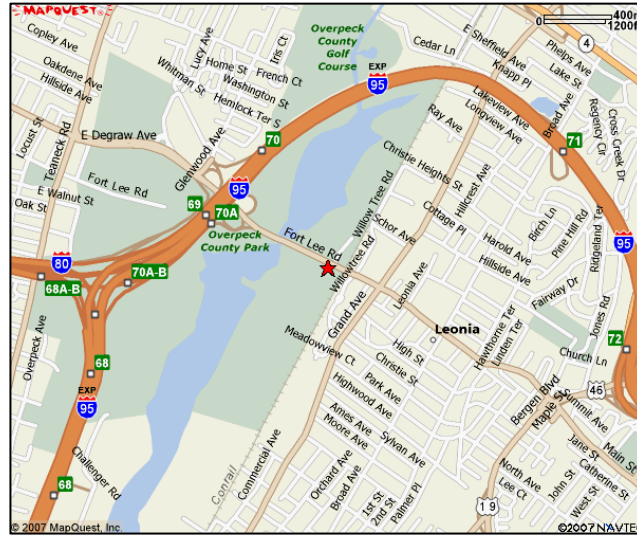 MAPQUEST
400m
0
1200ft
Copley Ave
Oakdene Ave
Hillside Ave
Locust St
Teaneck Rd
E Degraw Ave
Lucy Ave
Home St
Whitman St
Iris Ct
French Ct
Washington St
Hemlock Ter S
Glenwood Ave
Overpeck
County
Golf
Course
EXP
95
Cedar Ln
E Sheffield Ave
Knapp Pl
4
Phelps Ave
Lake St
Broad Ave
Regency Cir
Cross Creek Dr
Lakeview Ave
Longview Ave
Ray Ave
70
71
Christie Heights St
Hillcrest Ave
Cottage Pl
Birch Ln
Pine Hill Rd
Ridgeland Ter
Harold Ave
Hillside Ave
Fairway Dr
Jones Rd
95
E Walnut St
Oak St
Fort Lee Rd
69
95
70A
Overpeck
County Park
Fort Lee Rd
Willow Tree Rd
Willowtree Rd
Schor Ave
Grand Ave
Leonia Ave
80
68A-B
70A-B
Overpeck Ave
Leonia
Hawthorne Ter
Linden Ter
72
Church Ln
68
EXP
95
Meadowview Ct
High St
Christie St
Park Ave
Highwood Ave
Ames Ave
Moore Ave
Sylvan Ave
Bergen Blvd
Maple St
46
Summit Ave
Main St
Jane St
Catherine St
John St
West St
North Ave
Lee Ct
1 9
68
Challenger Rd
Conrail
Commercial Ave
Orchard Ave
Broad Ave
1st St
2nd St
Palmer Pl
© 2007 MapQuest, Inc.
©2007 NAVTEQ